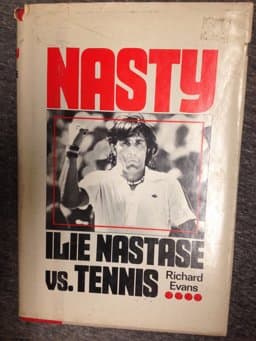 NASTY
ILIE NASTASE
VS. TENNIS
Richard
Evans